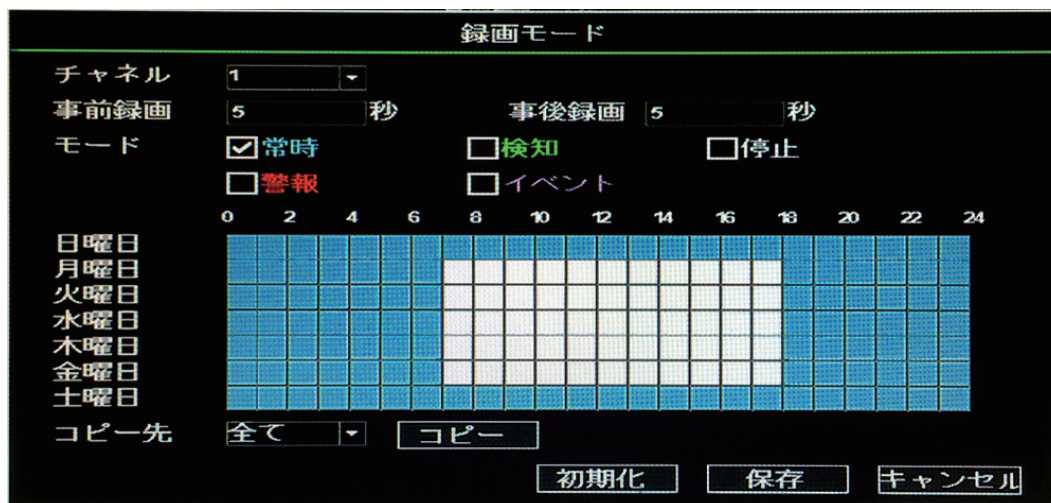 録画モード
チャネル 1
事前録画 5 秒 事後録画 5 秒
モード 常時 検知 停止
警報 イベント
0 2 4 6 8 10 12 14 16 18 20 22 24
日曜日
月曜日
火曜日
水曜日
木曜日
金曜日
土曜日
コピー先 全て コピー
初期化 保存 キャンセル